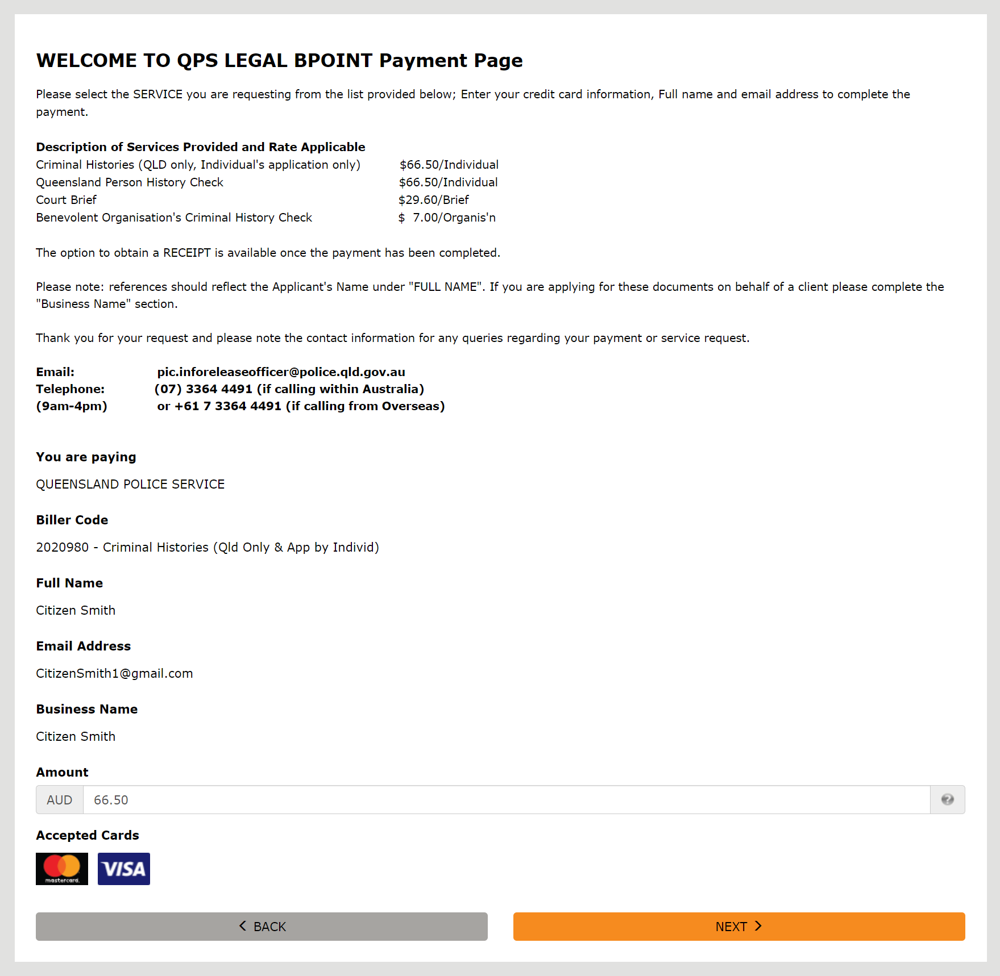 WELCOME TO QPS LEGAL BPOINT Payment Page
Please select the SERVICE you are requesting from the list provided below; Enter your credit card information, Full name and email address to complete the
payment.
Description of Services Provided and Rate Applicable
Criminal Histories (QLD only, Individual's application only) $66.50/Individual
Queensland Person History Check $66.50/Individual
Court Brief $29.60/Brief
Benevolent Organisation's Criminal History Check $ 7.00/Organis'n
The option to obtain a RECEIPT is available once the payment has been completed.
Please note: references should reflect the Applicant's Name under "FULL NAME". If you are applying for these documents on behalf of a client please complete the
"Business Name" section.
Thank you for your request and please note the contact information for any queries regarding your payment or service request.
Email: pic.inforeleaseofficer@police.qld.gov.au
Telephone: (07) 3364 4491 (if calling within Australia)
(9am-4pm) or +61 7 3364 4491 (if calling from Overseas)
You are paying
QUEENSLAND POLICE SERVICE
Biller Code
2020980 - Criminal Histories (Qld Only & App by Individ)
Full Name
Citizen Smith
Email Address
CitizenSmith1@gmail.com
Business Name
Citizen Smith
Amount
AUD 66.50 ?
Accepted Cards
mastercard. VISA
BACK NEXT